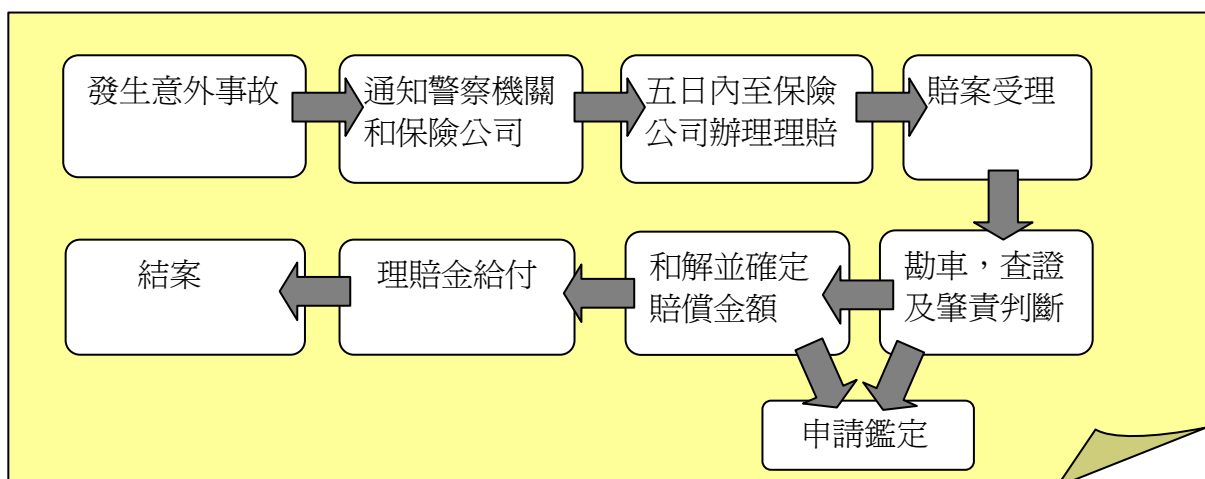 發生意外事故
通知警察機關
和保險公司
五日內至保險
公司辦理理賠
賠案受理
勘車，查證
及肇責判斷
和解並確定
賠償金額
理賠金給付
結案
申請鑑定